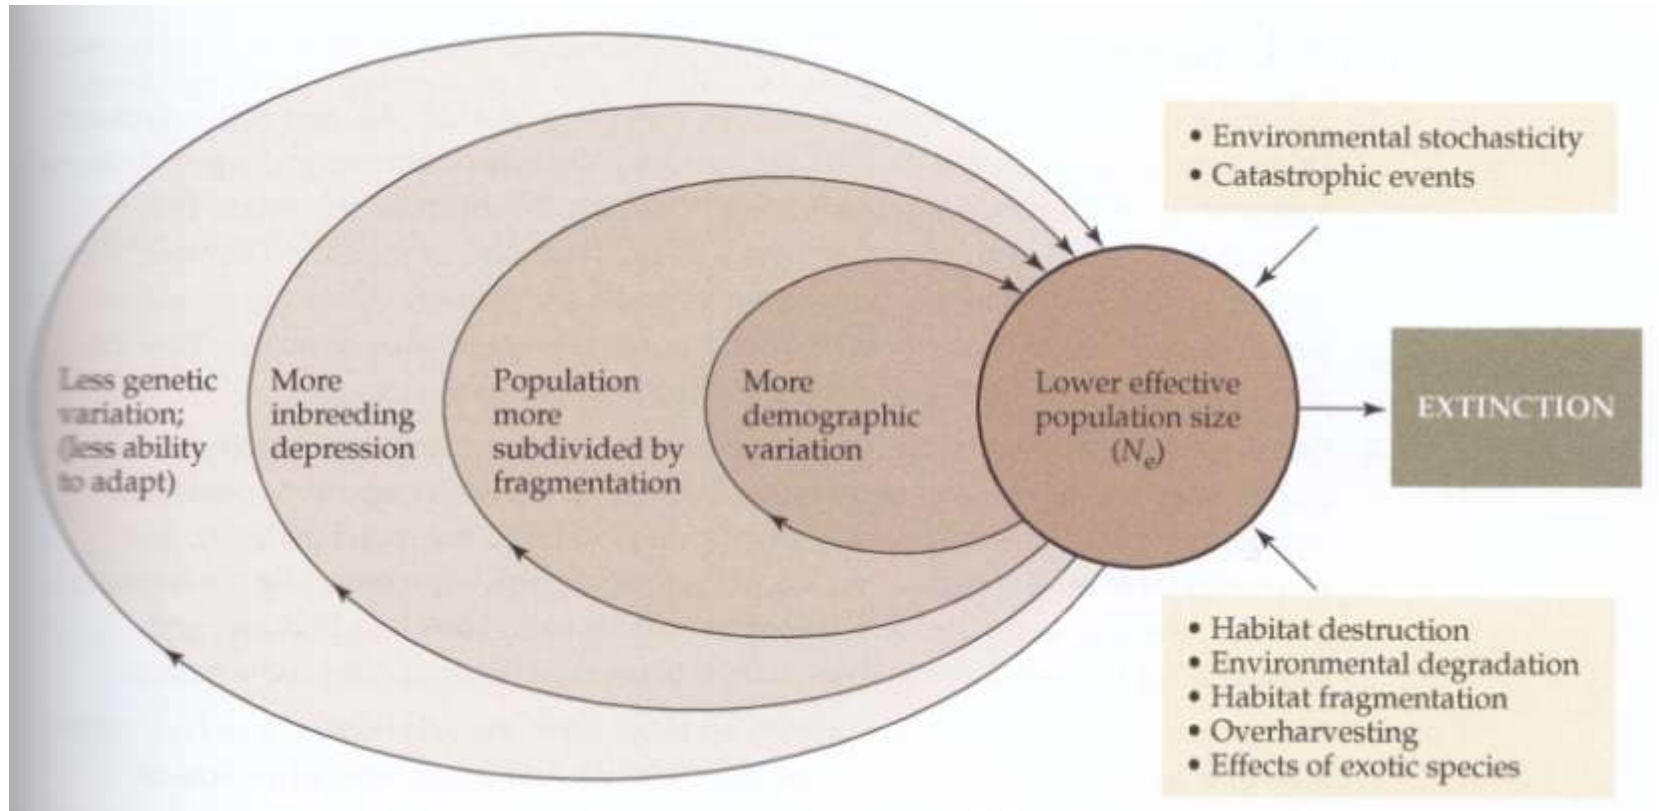 • Environmental stochasticity
• Catastrophic events
Less genetic
variation;
(less ability
to adapt)
More
inbreeding
depression
Population
more
subdivided by
fragmentation
More
demographic
variation
Lower effective
population size
(Ne)
EXTINCTION
• Habitat destruction
• Environmental degradation
• Habitat fragmentation
• Overharvesting
• Effects of exotic species